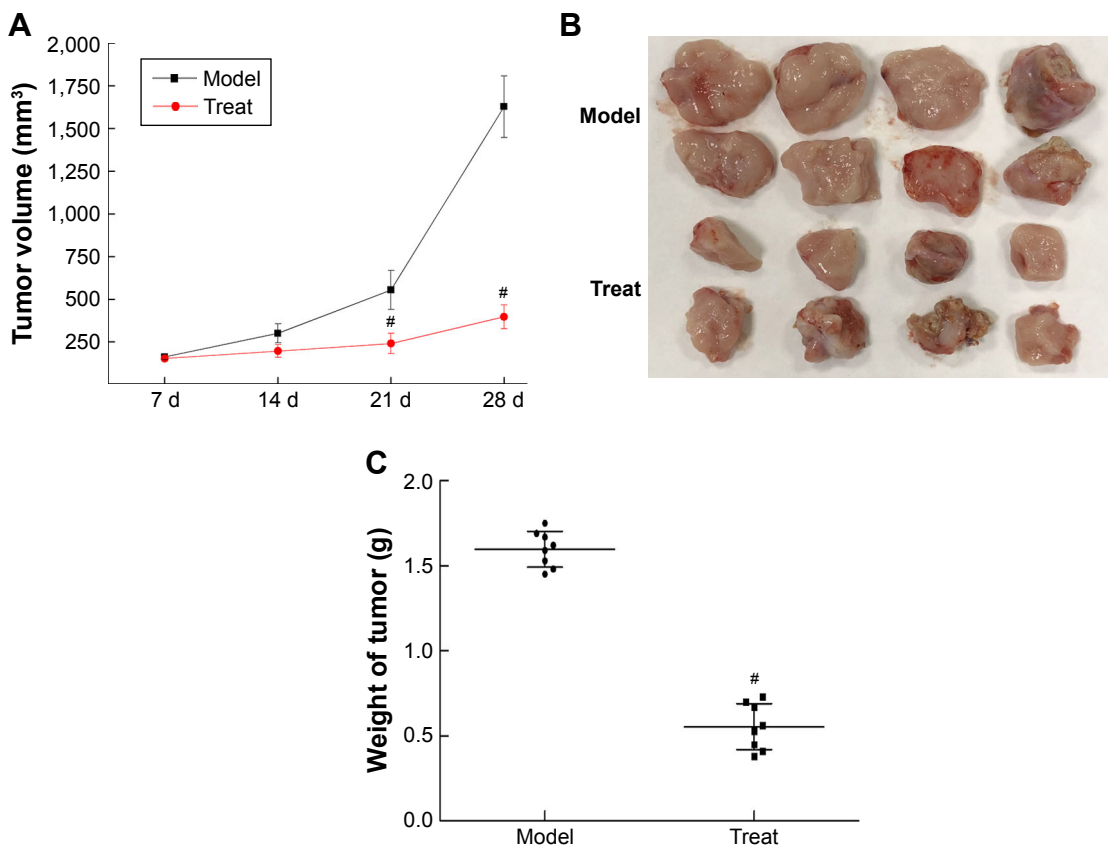 A
Tumor volume (mm³)
2,000
1,750
1,500
1,250
1,000
750
500
250
Model
Treat
#
#
7 d
14 d
21 d
28 d
B
Model
Treat
C
Weight of tumor (g)
2.0
1.5
1.0
0.5
0.0
#
Model
Treat